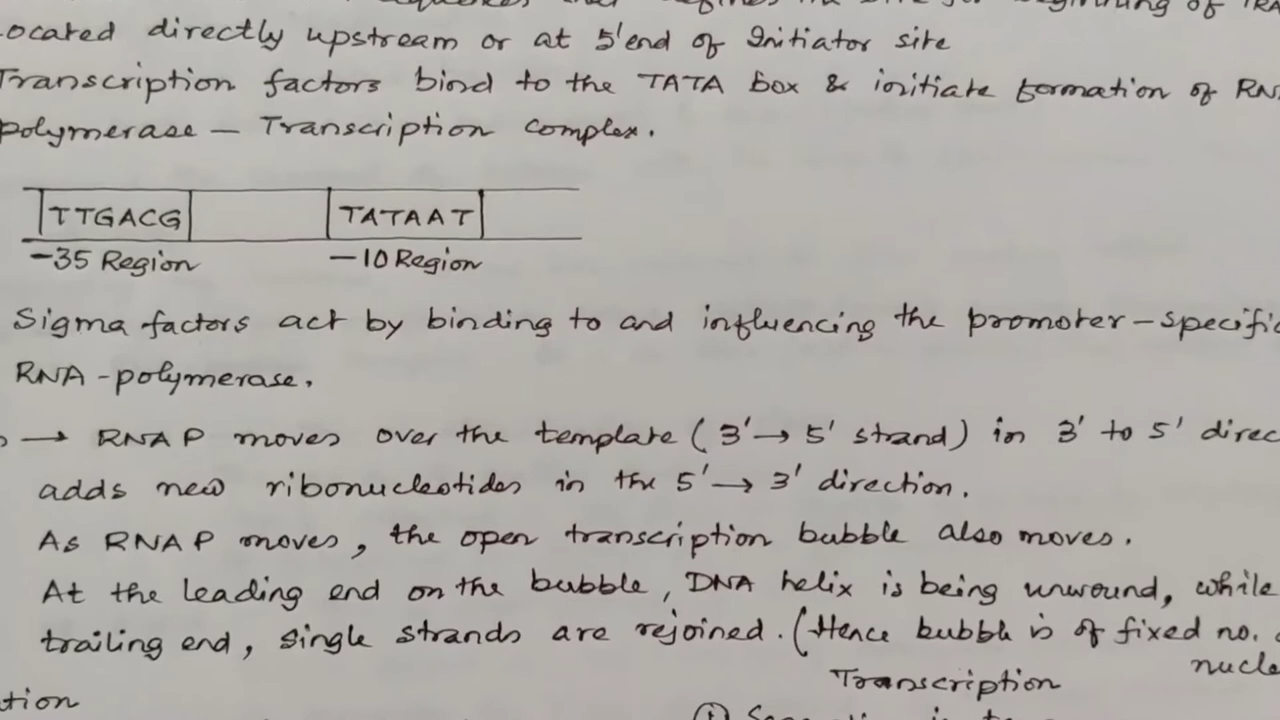 located directly upstream or at 5' end of Initiator site
Transcription factors bind to the TATA box & initiate formation of RN
polymerase – Transcription complex.
TTGACG TATAAT
-35 Region -10 Region
Sigma factors act by binding to and influencing the promoter-specific
RNA-polymerase.
→ RNAP moves over the template (3'→5' strand) in 3' to 5' direc
adds new ribonucleotides in the 5'→3' direction.
As RNAP moves, the open transcription bubble also moves.
At the leading end on the bubble, DNA helix is being unwound, while
trailing end, single strands are rejoined. (Hence bubble is of fixed no.
nucle
Transcription
tion